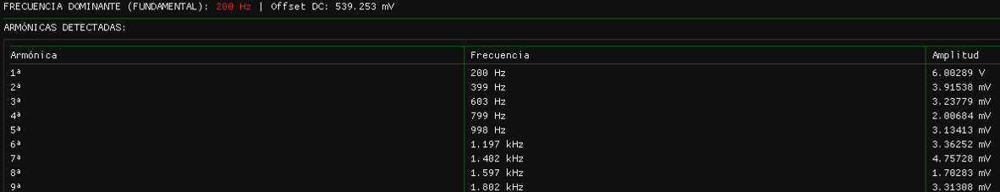 FRECUENCIA DOMINANTE (FUNDAMENTAL): 200 Hz | Offset DC: 539.253 mV
ARMÓNICAS DETECTADAS:
Armónica Frecuencia Amplitud
1ª 200 Hz 6.00289 V
2ª 399 Hz 3.91538 mV
3ª 603 Hz 3.23779 mV
4ª 799 Hz 2.00684 mV
5ª 998 Hz 3.13413 mV
6ª 1.197 kHz 3.36252 mV
7ª 1.402 kHz 4.75728 mV
8ª 1.597 kHz 1.70283 mV
9ª 1.802 kHz 3.31308 mV